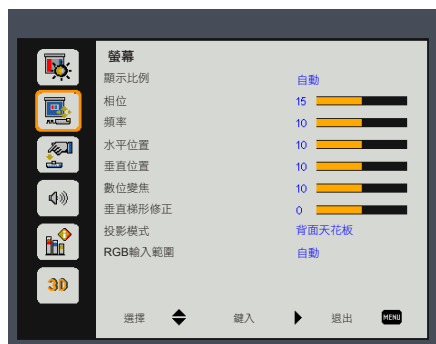 螢幕
顯示比例 自動
相位 15
頻率 10
水平位置 10
垂直位置 10
數位變焦 10
垂直梯形修正 0
投影模式 背面天花板
RGB輸入範圍 自動
3D
選擇 鍵入 退出 MENU